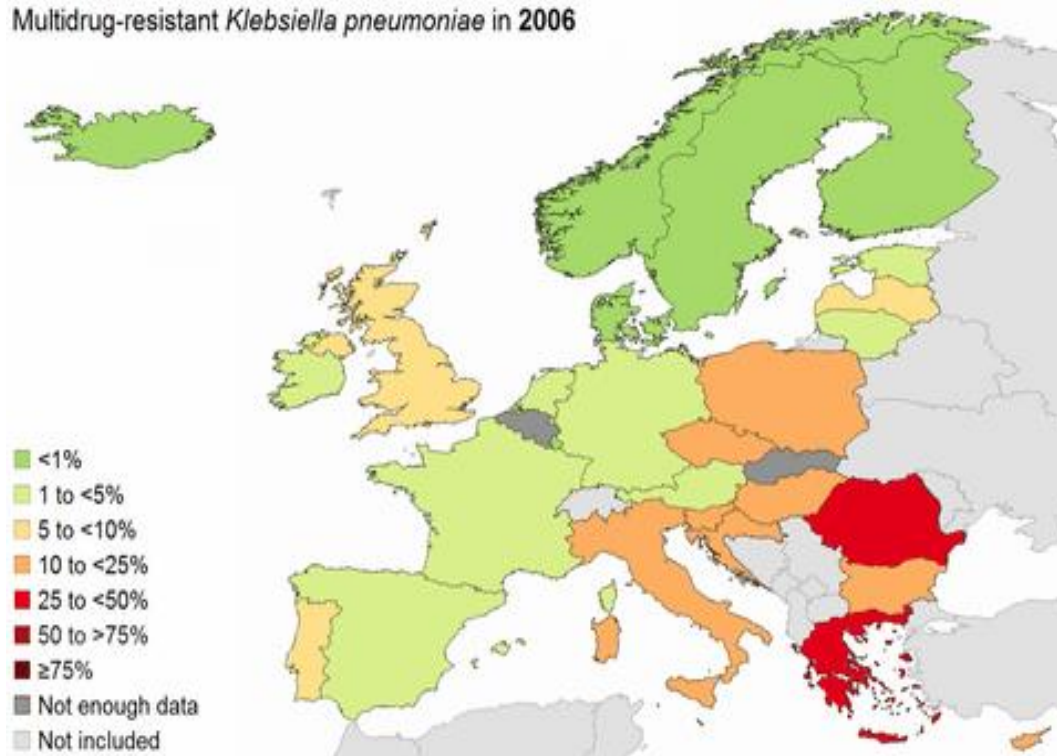 Multidrug-resistant Klebsiella pneumoniae in 2006
<1%
1 to <5%
5 to <10%
10 to <25%
25 to <50%
50 to >75%
≥75%
Not enough data
Not included